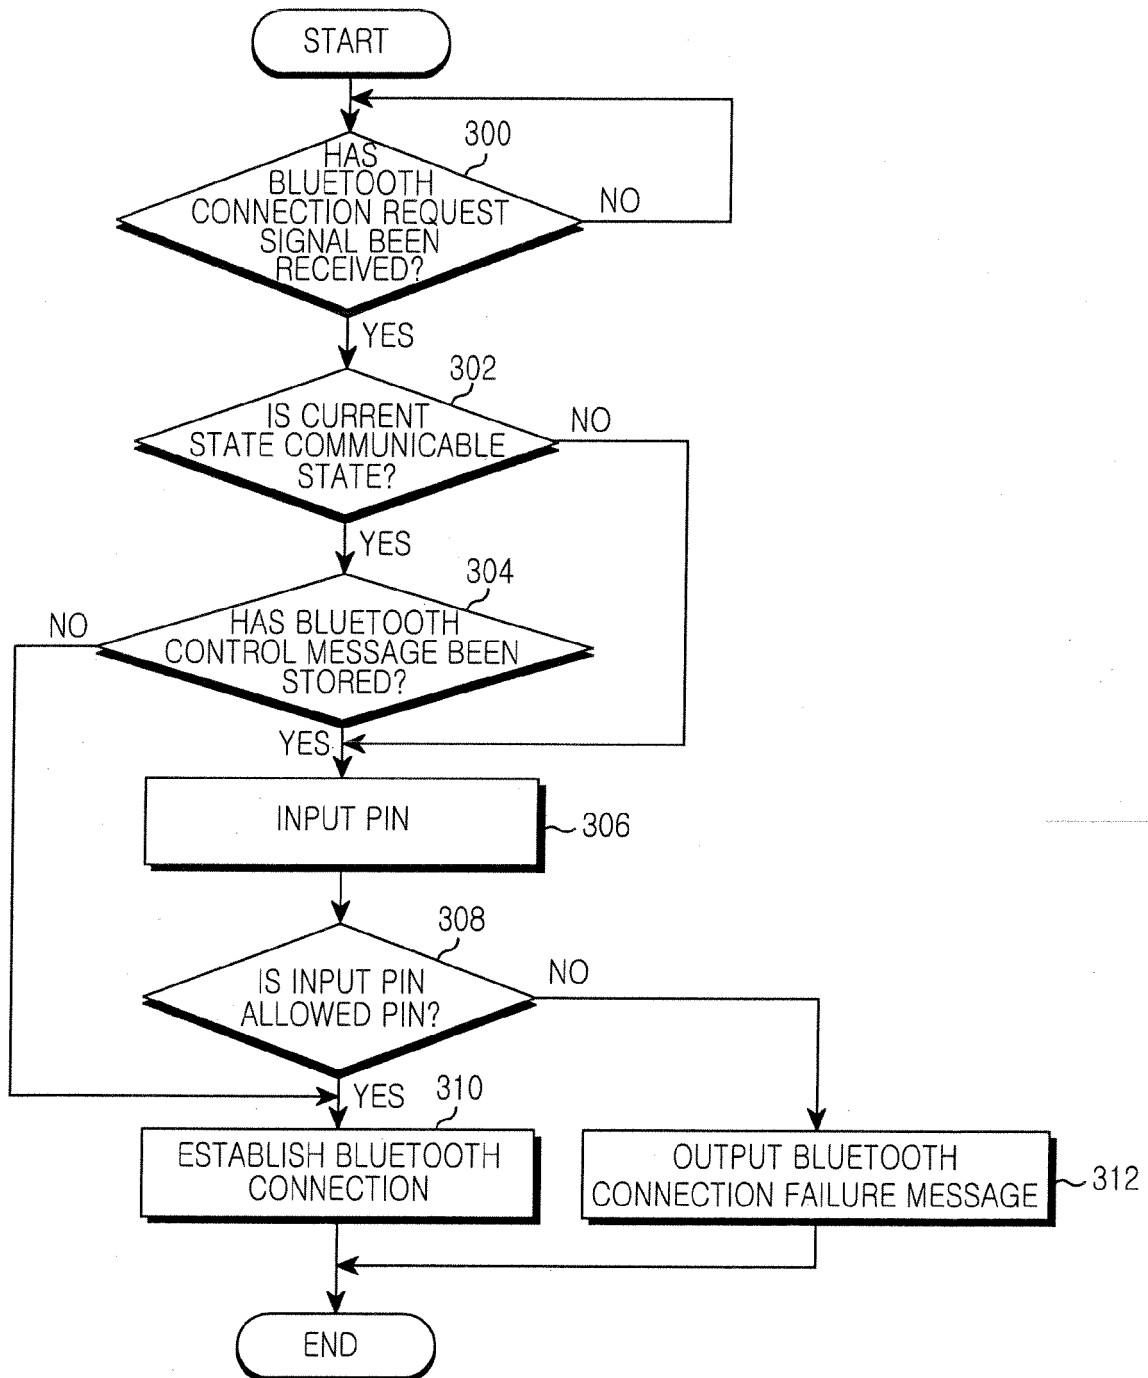 START
300
HAS
BLUETOOTH
CONNECTION REQUEST
SIGNAL BEEN
RECEIVED?
NO
YES
302
IS CURRENT
STATE COMMUNICABLE
STATE?
NO
YES
304
HAS BLUETOOTH
CONTROL MESSAGE BEEN
STORED?
NO
YES
INPUT PIN
306
308
IS INPUT PIN
ALLOWED PIN?
NO
YES
310
ESTABLISH BLUETOOTH
CONNECTION
OUTPUT BLUETOOTH
CONNECTION FAILURE MESSAGE
312
END